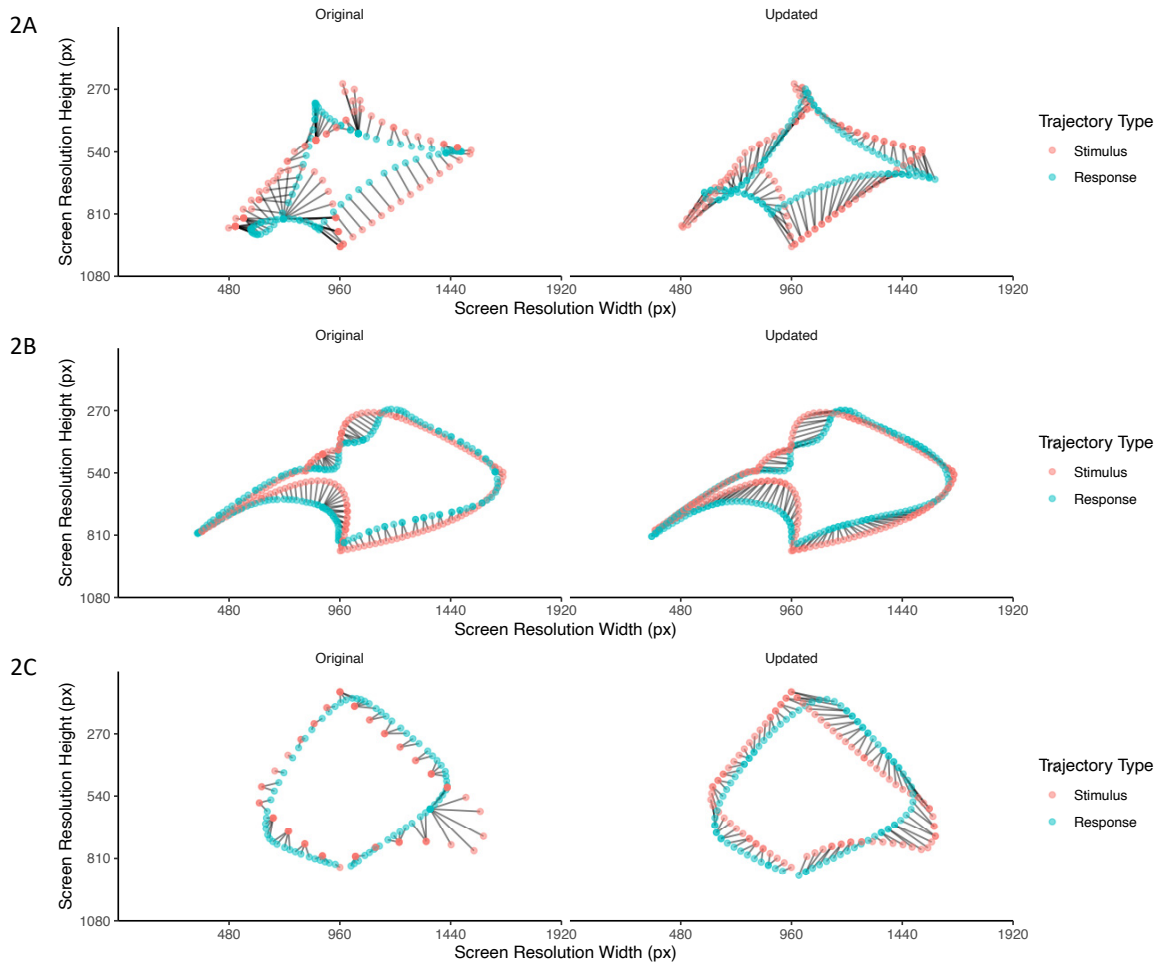 2A
Original
Updated
Screen Resolution Height (px)
270
540
810
1080
480
960
1440
1920
480
960
1440
1920
Screen Resolution Width (px)
Trajectory Type
Stimulus
Response
2B
Original
Updated
Screen Resolution Height (px)
270
540
810
1080
480
960
1440
1920
480
960
1440
1920
Screen Resolution Width (px)
Trajectory Type
Stimulus
Response
2C
Original
Updated
Screen Resolution Height (px)
270
540
810
1080
480
960
1440
1920
480
960
1440
1920
Screen Resolution Width (px)
Trajectory Type
Stimulus
Response